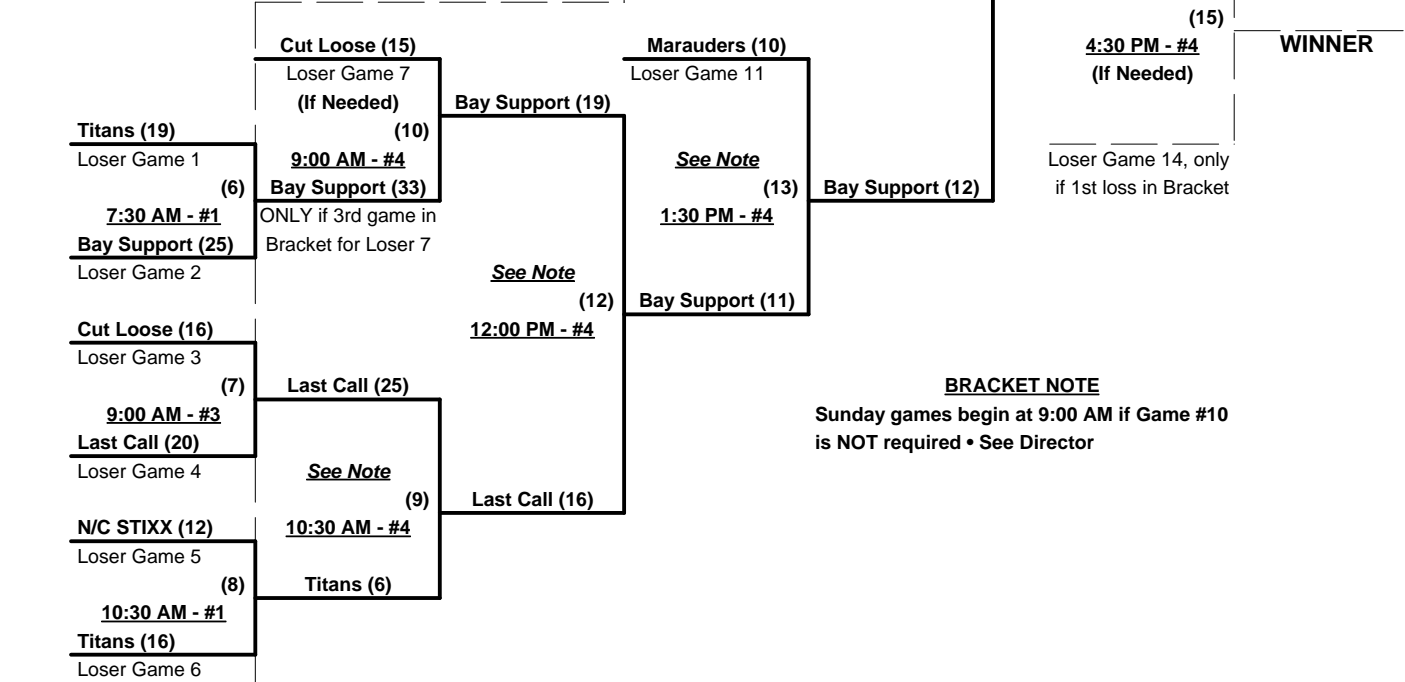 (15)
4:30 PM - #4
(If Needed)
WINNER
Loser Game 14, only
if 1st loss in Bracket
Cut Loose (15)
Loser Game 7
(If Needed)
(10)
9:00 AM - #4
Bay Support (33)
ONLY if 3rd game in
Bracket for Loser 7
Marauders (10)
Loser Game 11
Bay Support (19)
See Note
(13)
1:30 PM - #4
Bay Support (12)
Titans (19)
Loser Game 1
(6)
7:30 AM - #1
Bay Support (25)
Loser Game 2
See Note
(12)
12:00 PM - #4
Bay Support (11)
Cut Loose (16)
Loser Game 3
(7)
9:00 AM - #3
Last Call (20)
Loser Game 4
Last Call (25)
See Note
(9)
10:30 AM - #4
Last Call (16)
Titans (6)
N/C STIXX (12)
Loser Game 5
(8)
10:30 AM - #1
Titans (16)
Loser Game 6
BRACKET NOTE
Sunday games begin at 9:00 AM if Game #10
is NOT required • See Director